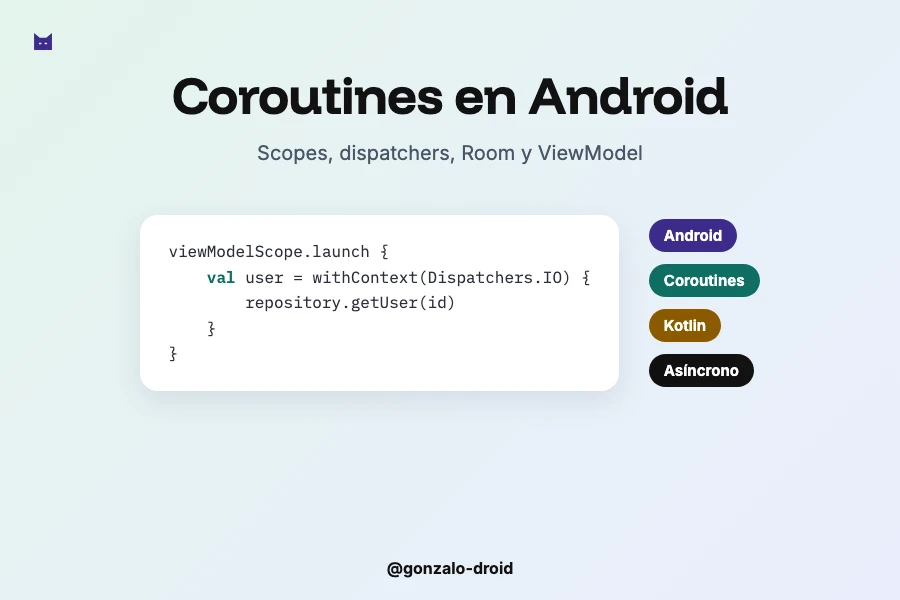 Coroutines en Android
Scopes, dispatchers, Room y ViewModel
viewModelScope.launch {
    val user = withContext(Dispatchers.IO) {
        repository.getUser(id)
    }
}
Android
Coroutines
Kotlin
Asíncrono
@gonzalo-droid